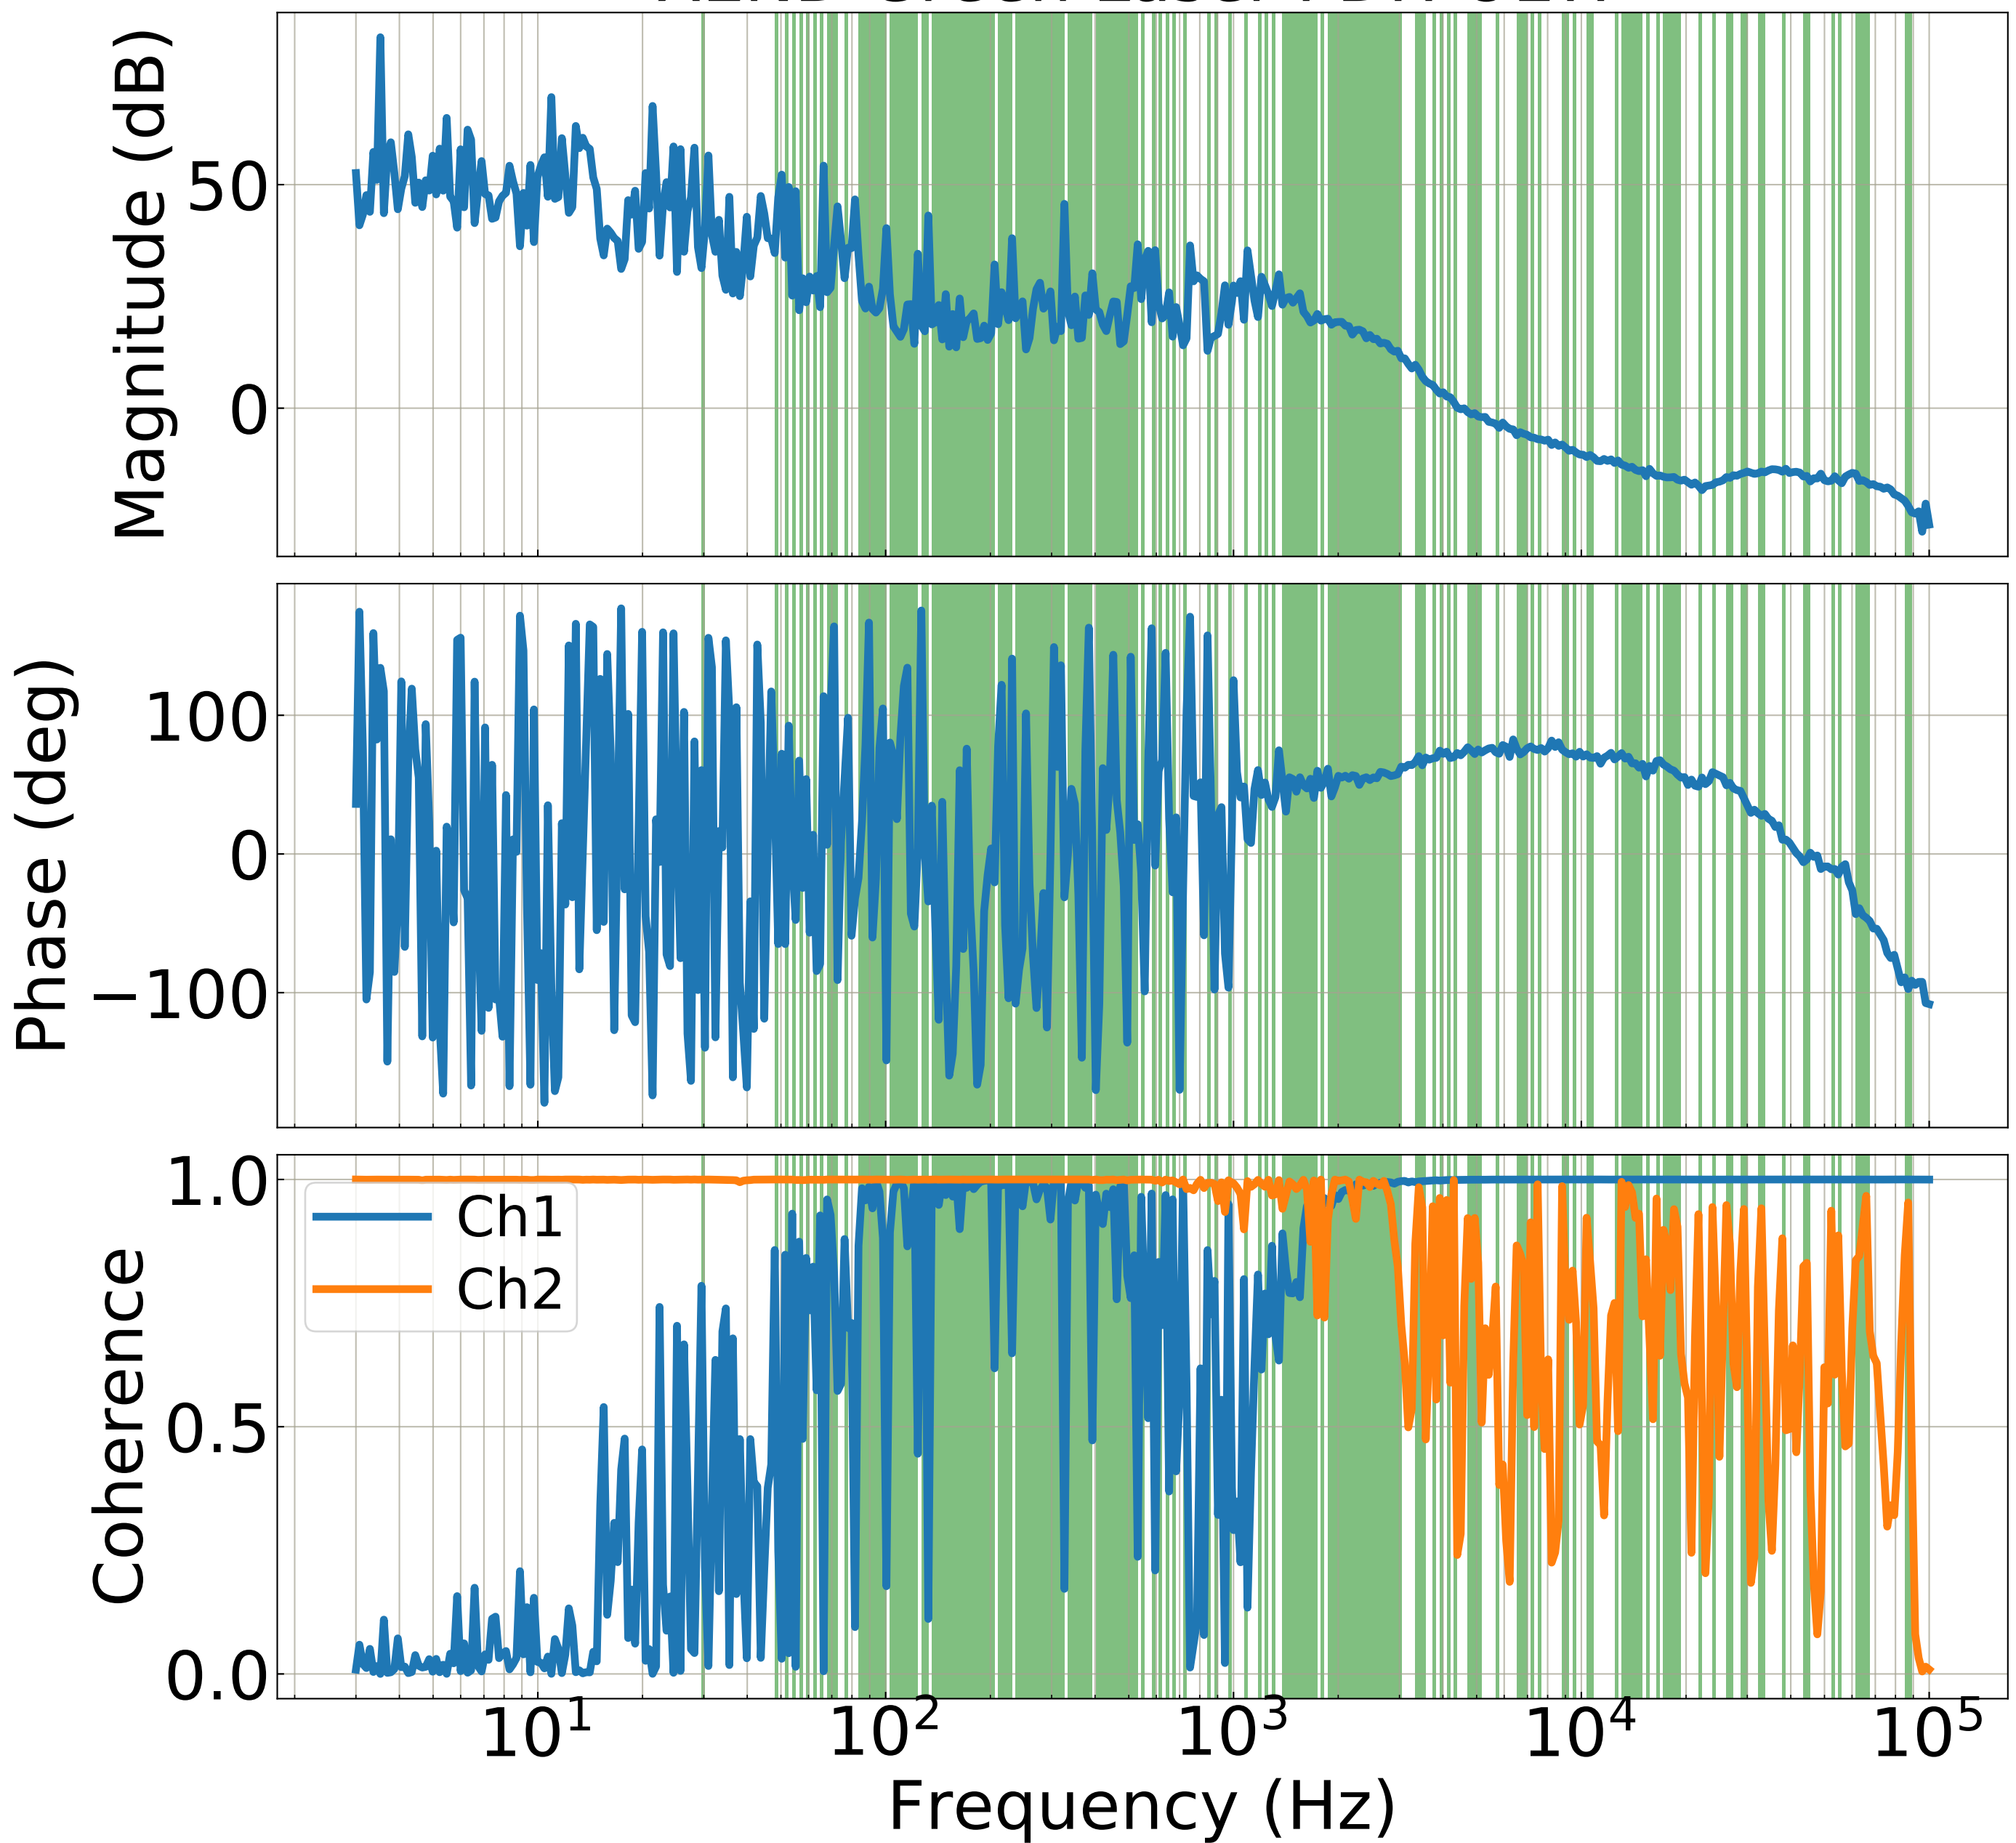 Magnitude (dB)
50
0
Phase (deg)
100
0
−100
Coherence
1.0
0.5
0.0
Ch1
Ch2
10¹
10²
10³
10⁴
10⁵
Frequency (Hz)